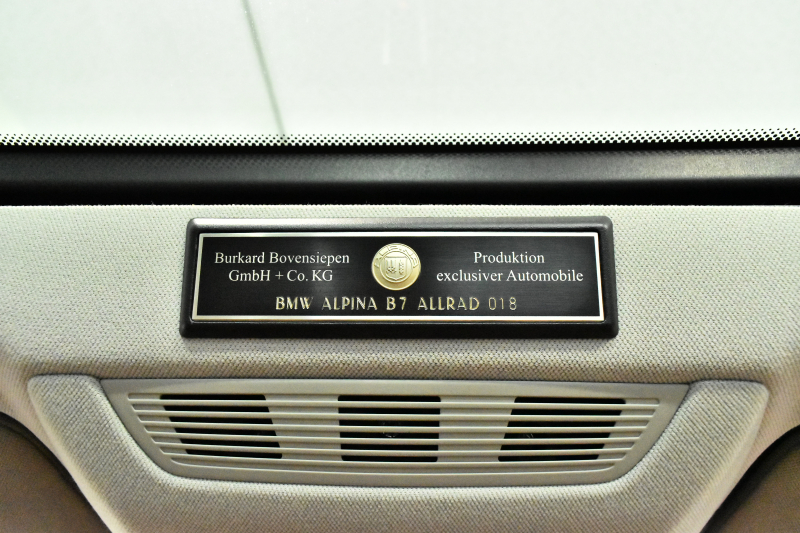 Burkard Bovensiepen
GmbH + Co. KG
Produktion
exclusiver Automobile
BMW ALPINA B7 ALLRAD 018